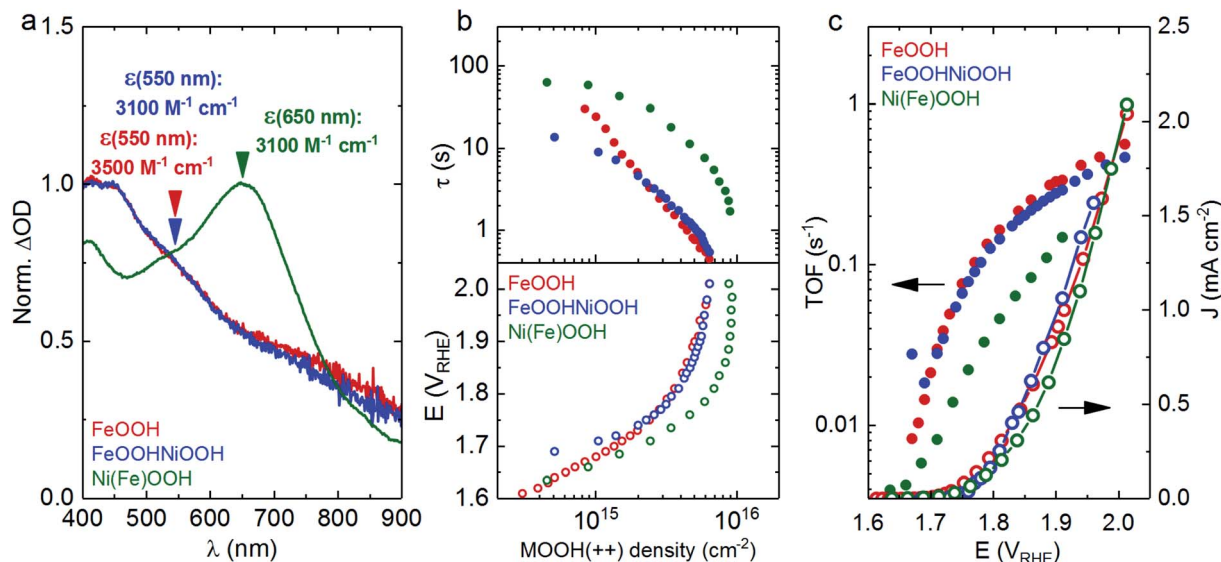 a
1.5
1.0
0.5
0.0
Norm. ΔOD
ε(550 nm):
3100 M⁻¹ cm⁻¹
ε(550 nm):
3500 M⁻¹ cm⁻¹
ε(650 nm):
3100 M⁻¹ cm⁻¹
FeOOH
FeOOHNiOOH
Ni(Fe)OOH
400 500 600 700 800 900
λ (nm)
b
100
10
1
τ (s)
FeOOH
FeOOHNiOOH
Ni(Fe)OOH
2.0
1.9
1.8
1.7
1.6
E (V_RHE)
10¹⁵ 10¹⁶
MOOH(++) density (cm⁻²)
c
FeOOH
FeOOHNiOOH
Ni(Fe)OOH
1
0.1
0.01
TOF (s⁻¹)
2.5
2.0
1.5
1.0
0.5
0.0
J (mA cm⁻²)
1.6 1.7 1.8 1.9 2.0
E (V_RHE)